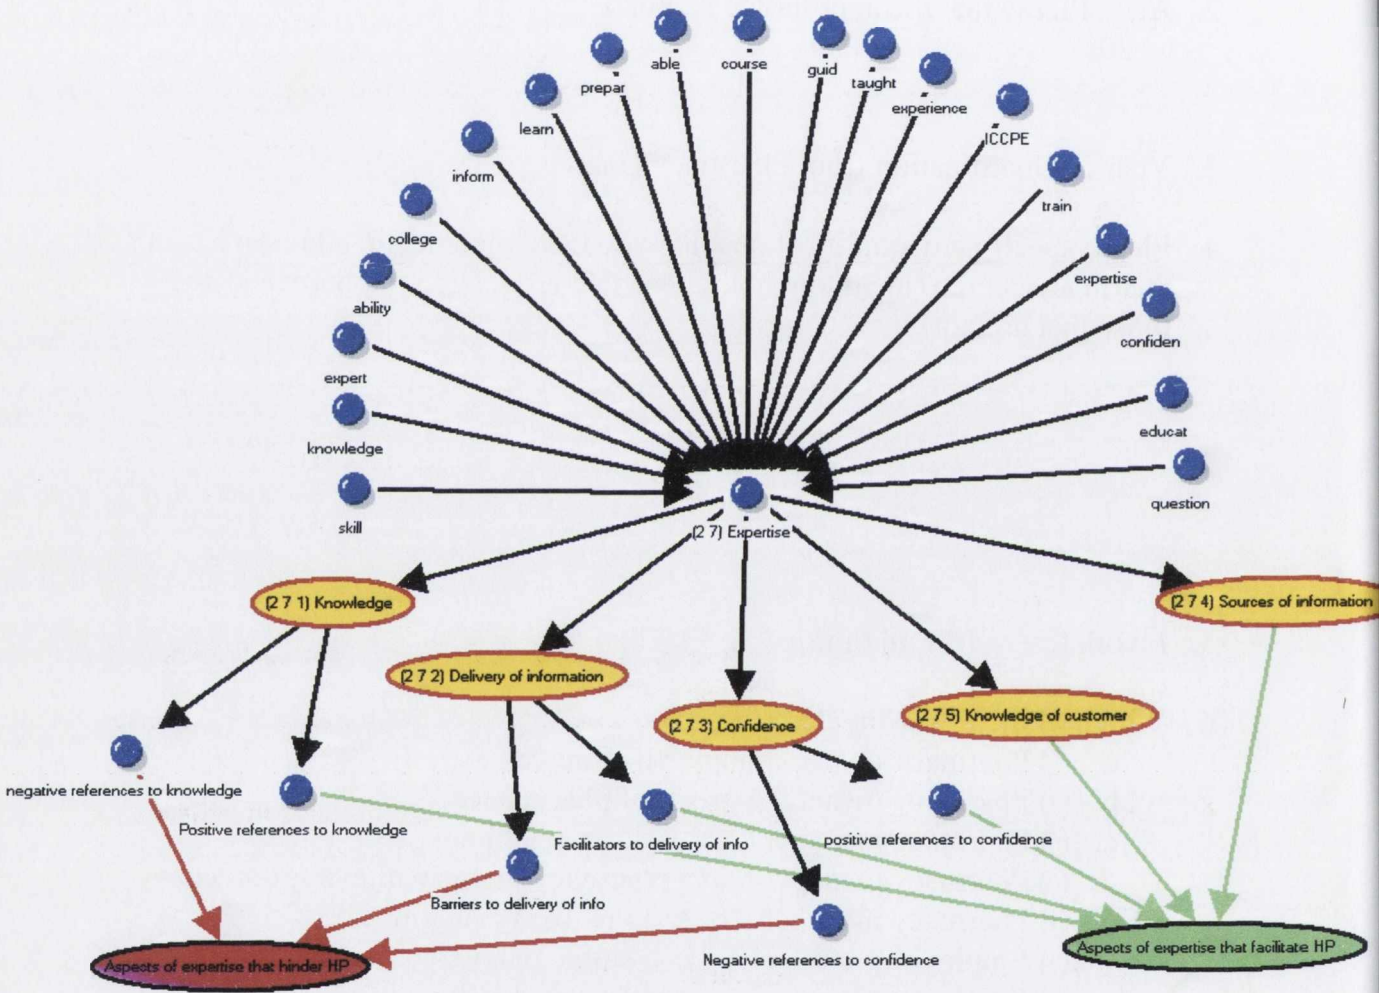 able
course
guid
prepar
taught
experience
learn
ICCPE
inform
train
college
expertise
ability
confiden
expert
educat
knowledge
question
skill
(2 7) Expertise
(2 7 1) Knowledge
(2 7 4) Sources of information
(2 7 2) Delivery of information
(2 7 5) Knowledge of customer
(2 7 3) Confidence
negative references to knowledge
Positive references to knowledge
Facilitators to delivery of info
positive references to confidence
Barriers to delivery of info
Negative references to confidence
Aspects of expertise that hinder HP
Aspects of expertise that facilitate HP